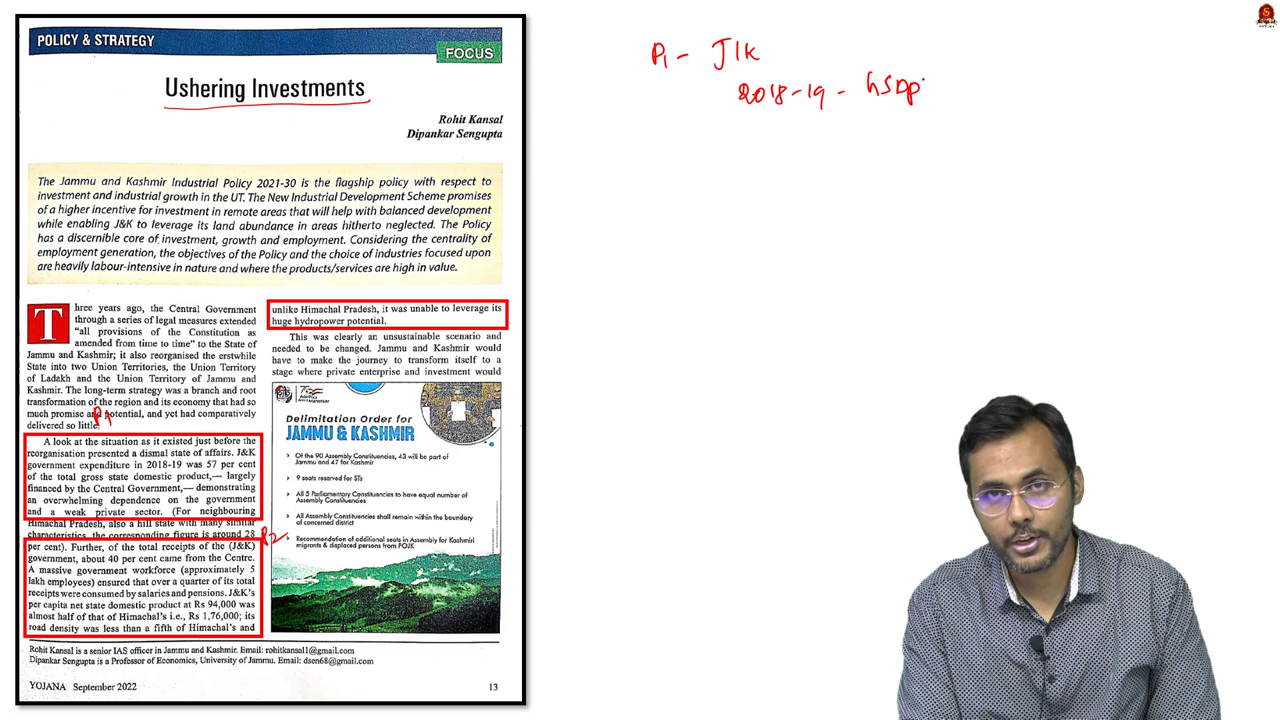 POLICY & STRATEGY
FOCUS
Ushering Investments
Rohit Kansal
Dipankar Sengupta
The Jammu and Kashmir Industrial Policy 2021-30 is the flagship policy with respect to
investment and industrial growth in the UT. The New Industrial Development Scheme promises
of a higher incentive for investment in remote areas that will help with balanced development
while enabling J&K to leverage its land abundance in areas hitherto neglected. The Policy
has a discernible core of investment, growth and employment. Considering the centrality of
employment generation, the objectives of the Policy and the choice of industries focused upon
are heavily labour-intensive in nature and where the products/services are high in value.
Three years ago, the Central Government
through a series of legal measures extended
“all provisions of the Constitution as
amended from time to time” to the State of
Jammu and Kashmir; it also reorganised the erstwhile
State into two Union Territories, the Union Territory
of Ladakh and the Union Territory of Jammu and
Kashmir. The long-term strategy was a branch and root
transformation of the region and its economy that had so
much promise and potential, and yet had comparatively
delivered so little.
P1
A look at the situation as it existed just before the
reorganisation presented a dismal state of affairs. J&K
government expenditure in 2018-19 was 57 per cent
of the total gross state domestic product,— largely
financed by the Central Government,— demonstrating
an overwhelming dependence on the government
and a weak private sector. (For neighbouring
Himachal Pradesh, also a hill state with many similar
characteristics, the corresponding figure is around 28
per cent). Further, of the total receipts of the (J&K)
government, about 40 per cent came from the Centre.
A massive government workforce (approximately 5
lakh employees) ensured that over a quarter of its total
receipts were consumed by salaries and pensions. J&K's
per capita net state domestic product at Rs 94,000 was
almost half of that of Himachal's i.e., Rs 1,76,000; its
road density was less than a fifth of Himachal's and
P2
unlike Himachal Pradesh, it was unable to leverage its
huge hydropower potential.
This was clearly an unsustainable scenario and
needed to be changed. Jammu and Kashmir would
have to make the journey to transform itself to a
stage where private enterprise and investment would
Delimitation Order for
JAMMU & KASHMIR
Of the 90 Assembly Constituencies, 43 will be part of
Jammu and 47 for Kashmir
9 seats reserved for STs
All 5 Parliamentary Constituencies to have equal number of
Assembly Constituencies
All Assembly Constituencies shall remain within the boundary
of concerned district
Recommendation of additional seats in Assembly for Kashmiri
migrants & displaced persons from POJK
Rohit Kansal is a senior IAS officer in Jammu and Kashmir. Email: rohitkansal1@gmail.com
Dipankar Sengupta is a Professor of Economics, University of Jammu. Email: dsen68@gmail.com
YOJANA September 2022
13
P1 - J|K
2018-19 - GSDP